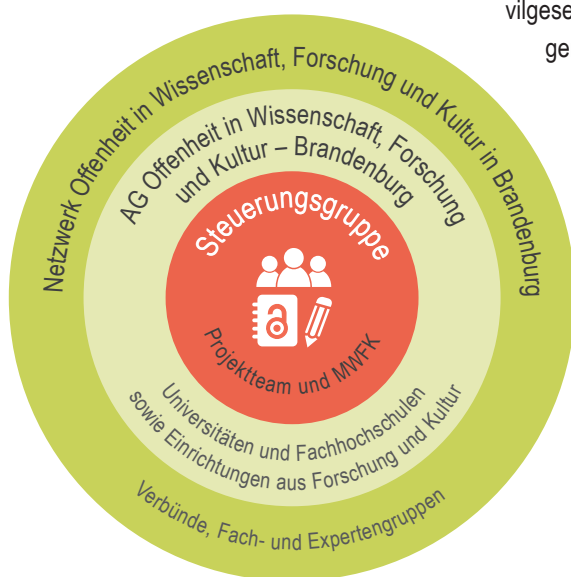 vilgese
ge
Netzwerk Offenheit in Wissenschaft, Forschung und Kultur in Brandenburg
AG Offenheit in Wissenschaft, Forschung
und Kultur – Brandenburg
Steuerungsgruppe
Projektteam und MWFK
Universitäten und Fachhochschulen
sowie Einrichtungen aus Forschung und Kultur
Verbünde, Fach- und Expertengruppen